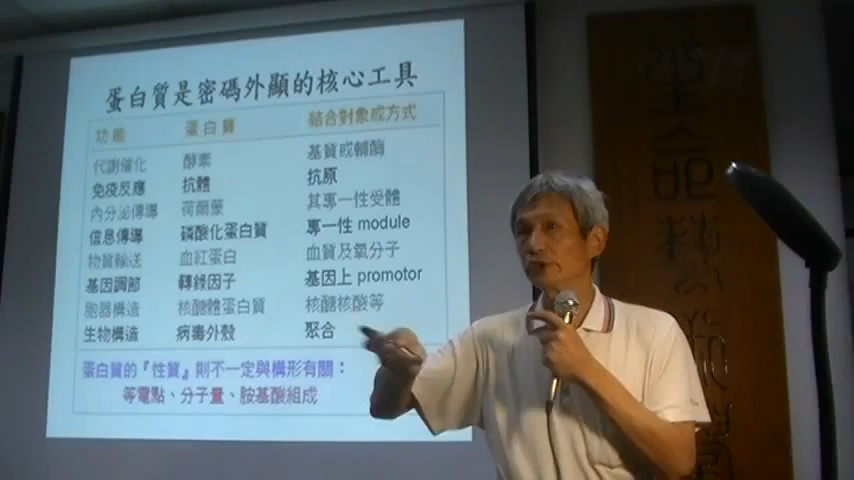 蛋白質是密碼外顯的核心工具
功能 蛋白質 結合對象或方式
代謝催化 酵素 基質或輔酶
免疫反應 抗體 抗原
內分泌傳導 荷爾蒙 其專一性受體
信息傳導 磷酸化蛋白質 專一性 module
物質輸送 血紅蛋白 血質及氧分子
基因調節 轉錄因子 基因上 promotor
胞器構造 核醣體蛋白質 核醣核酸等
生物構造 病毒外殼 聚合
蛋白質的『性質』則不一定與構形有關：
等電點、分子量、胺基酸組成